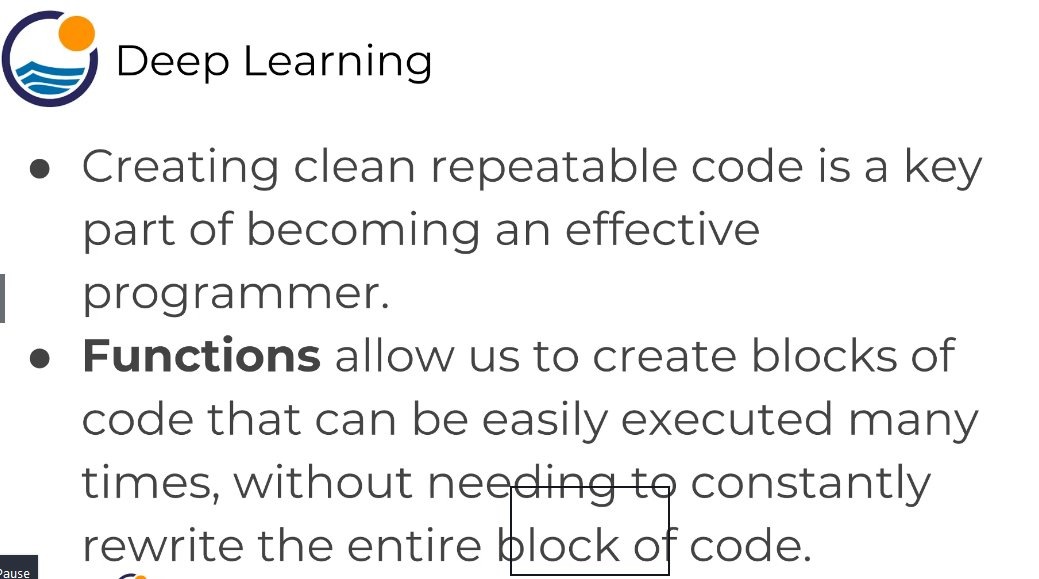 Deep Learning
● Creating clean repeatable code is a key
part of becoming an effective
programmer.
● Functions allow us to create blocks of
code that can be easily executed many
times, without needing to constantly
rewrite the entire block of code.
Pause